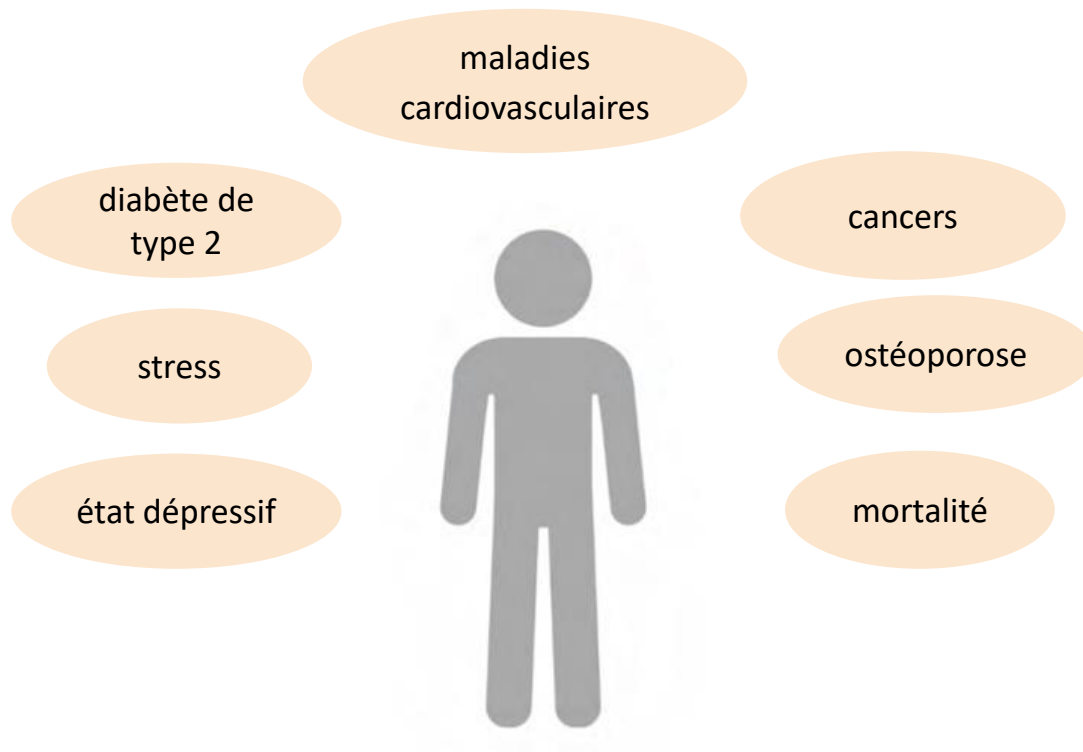 maladies
cardiovasculaires
diabète de
type 2
cancers
stress
ostéoporose
état dépressif
mortalité